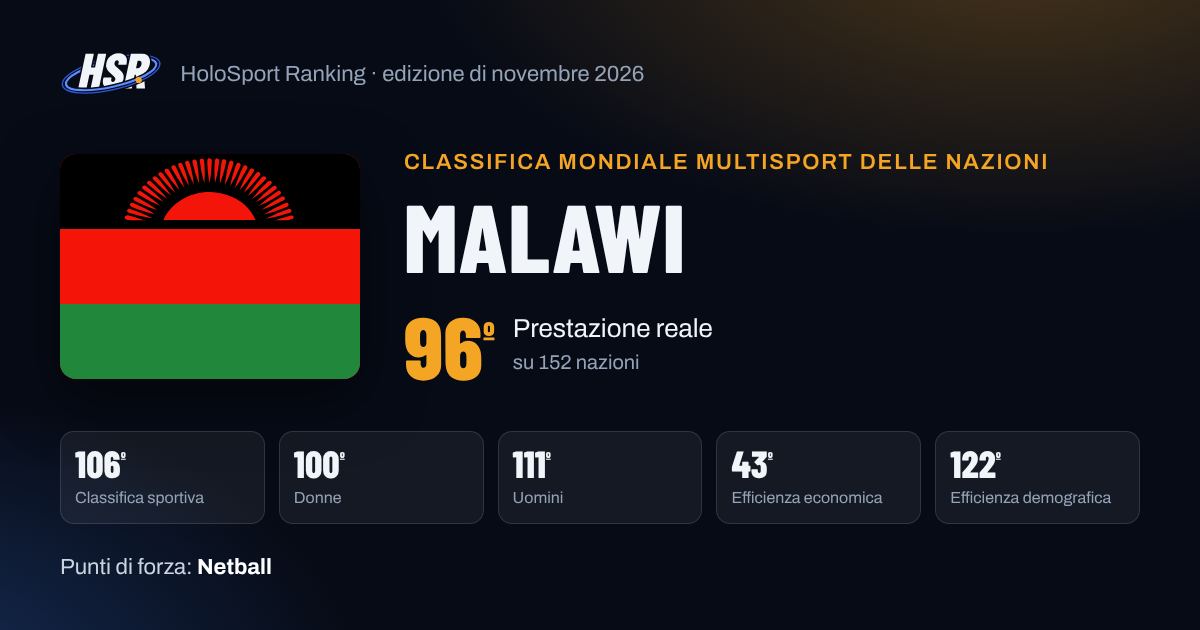 HSR
HoloSport Ranking · edizione di novembre 2026
CLASSIFICA MONDIALE MULTISPORT DELLE NAZIONI
MALAWI
96º
Prestazione reale
su 152 nazioni
106º
Classifica sportiva
100º
Donne
111º
Uomini
43º
Efficienza economica
122º
Efficienza demografica
Punti di forza: Netball